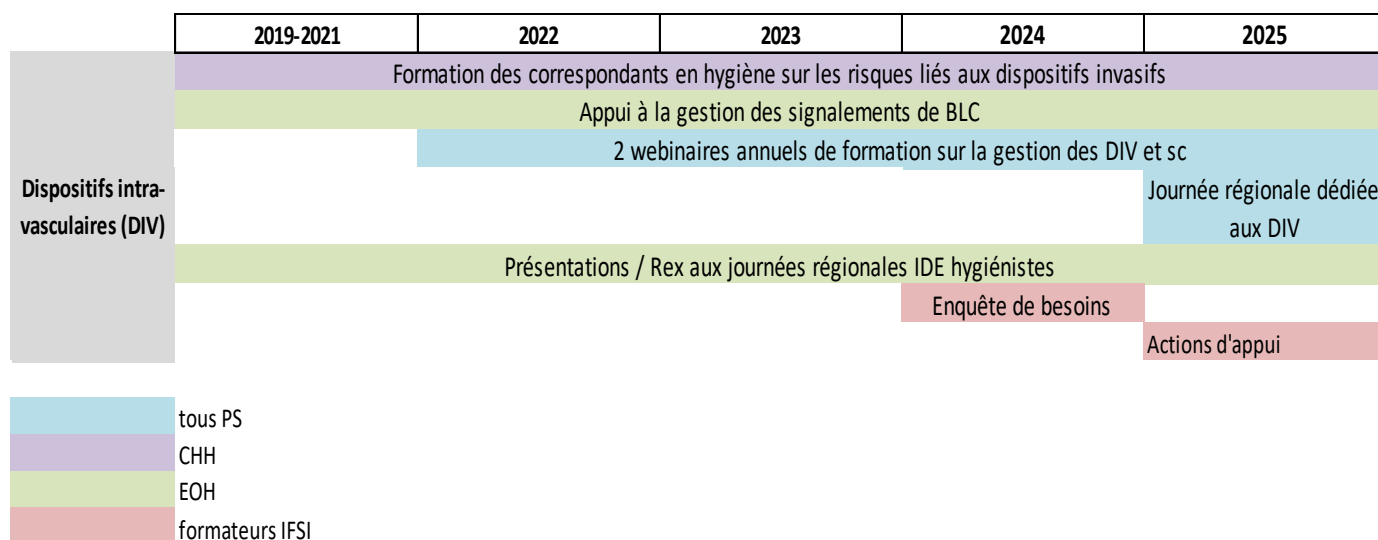 2019-2021 2022 2023 2024 2025
Formation des correspondants en hygiène sur les risques liés aux dispositifs invasifs
Appui à la gestion des signalements de BLC
2 webinaires annuels de formation sur la gestion des DIV et sc
Dispositifs intra-
vasculaires (DIV)
Journée régionale dédiée
aux DIV
Présentations / Rex aux journées régionales IDE hygiénistes
Enquête de besoins
Actions d'appui
tous PS
CHH
EOH
formateurs IFSI